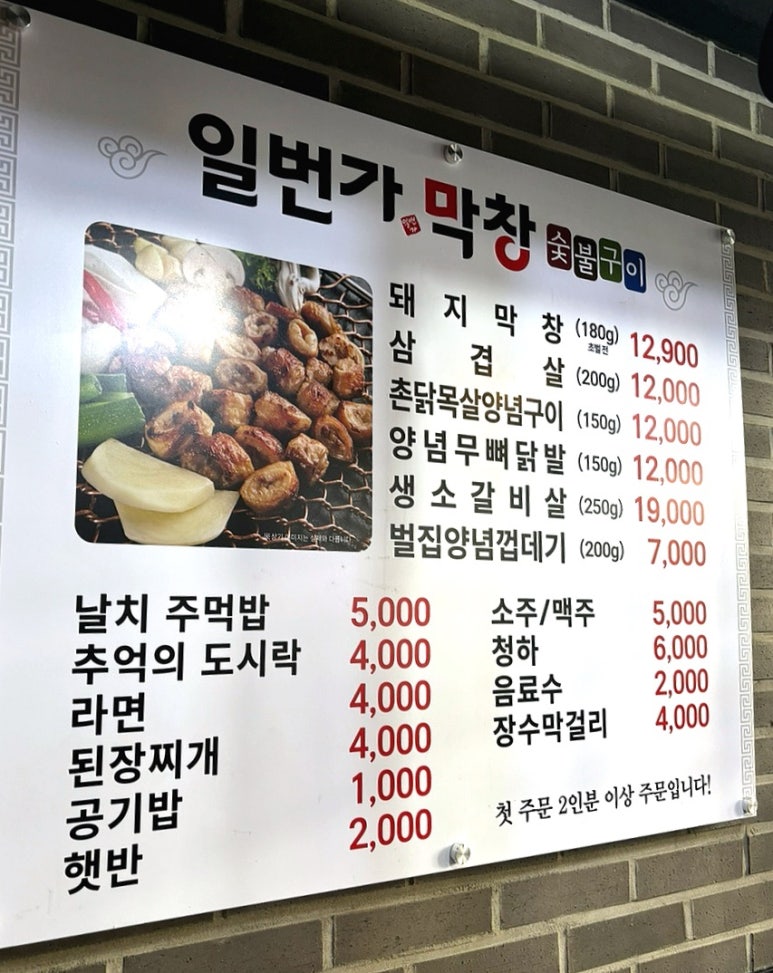 일번가 막창 숯불구이
일번가
돼지막창 (180g) 12,900
초벌전
삼겹살 (200g) 12,000
촌닭목살양념구이 (150g) 12,000
양념무뼈닭발 (150g) 12,000
생소갈비살 (250g) 19,000
벌집양념껍데기 (200g) 7,000
날치 주먹밥 5,000
추억의 도시락 4,000
라면 4,000
된장찌개 4,000
공기밥 1,000
햇반 2,000
소주/맥주 5,000
청하 6,000
음료수 2,000
장수막걸리 4,000
첫 주문 2인분 이상 주문입니다!